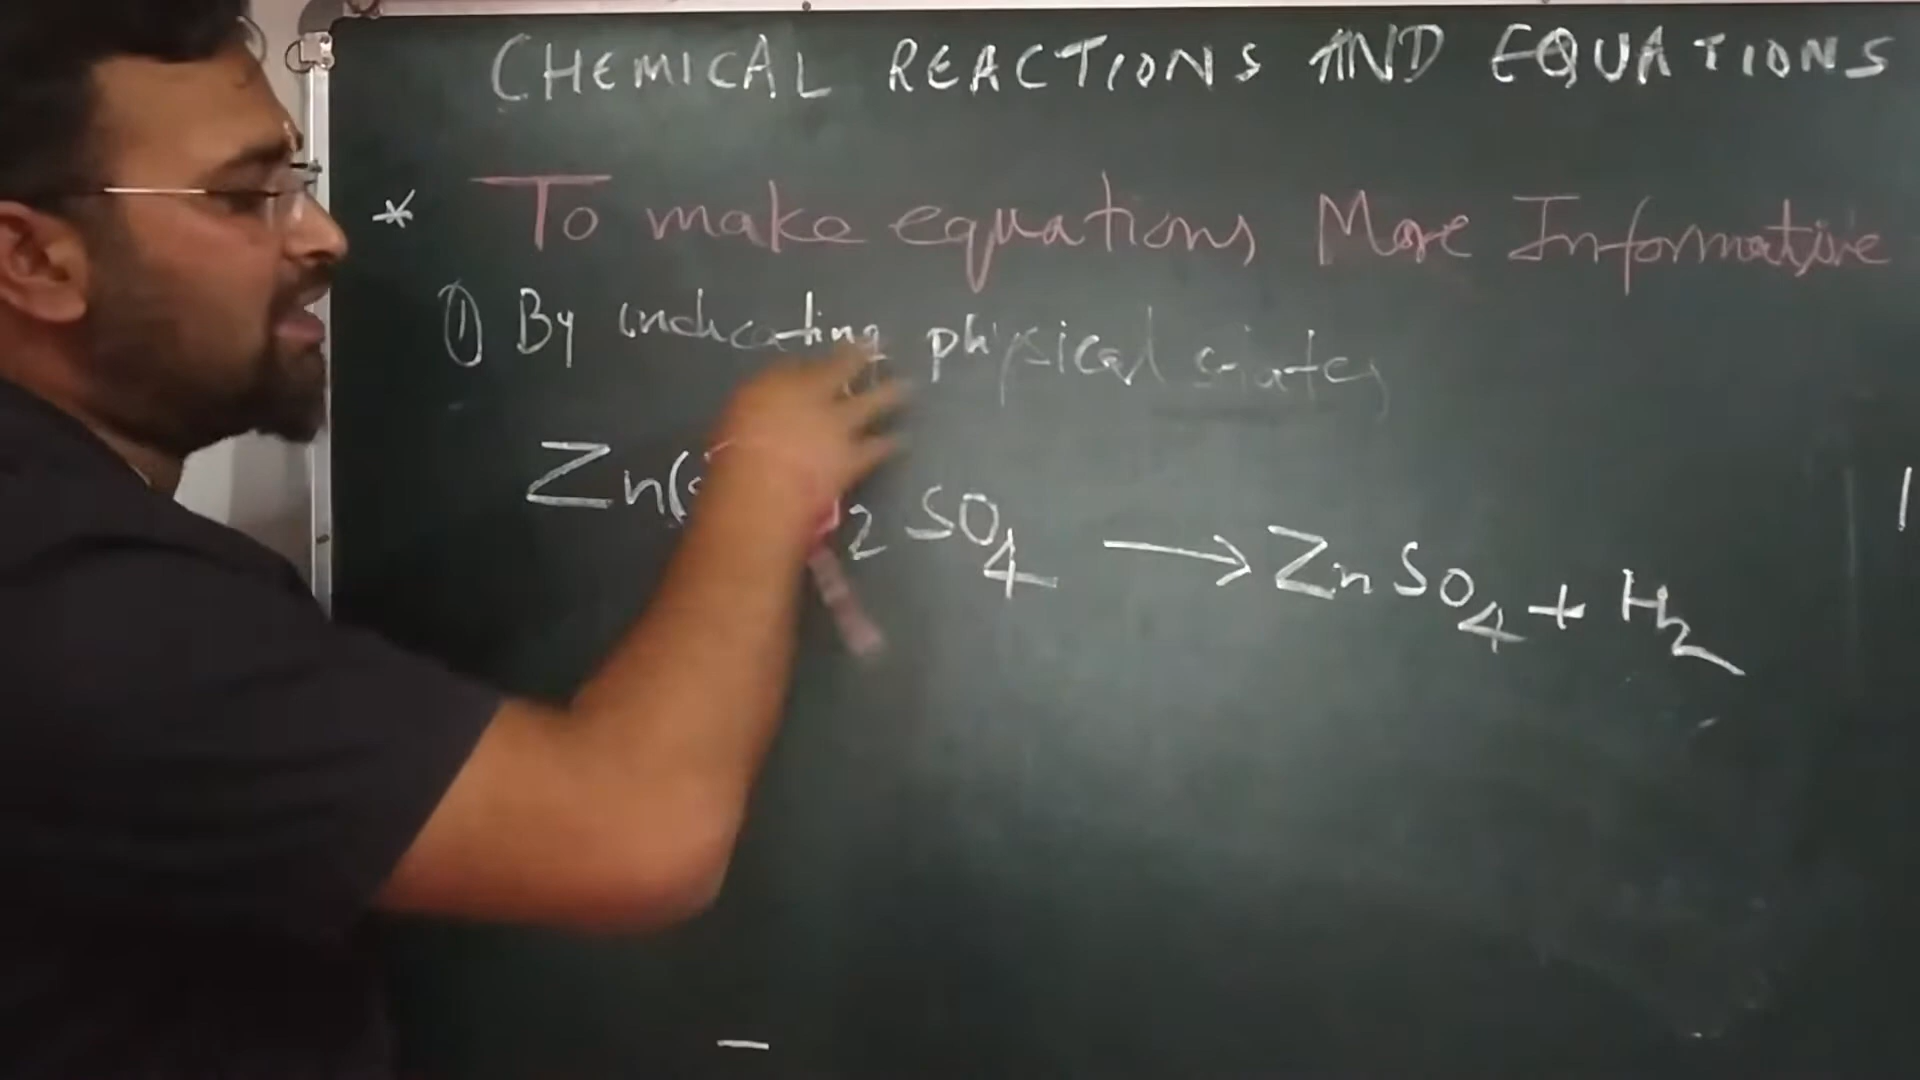 CHEMICAL REACTIONS AND EQUATIONS
* To make equations More Informative
① By indicating physical states
Zn(s 2SO4 → ZnSO4 + H2